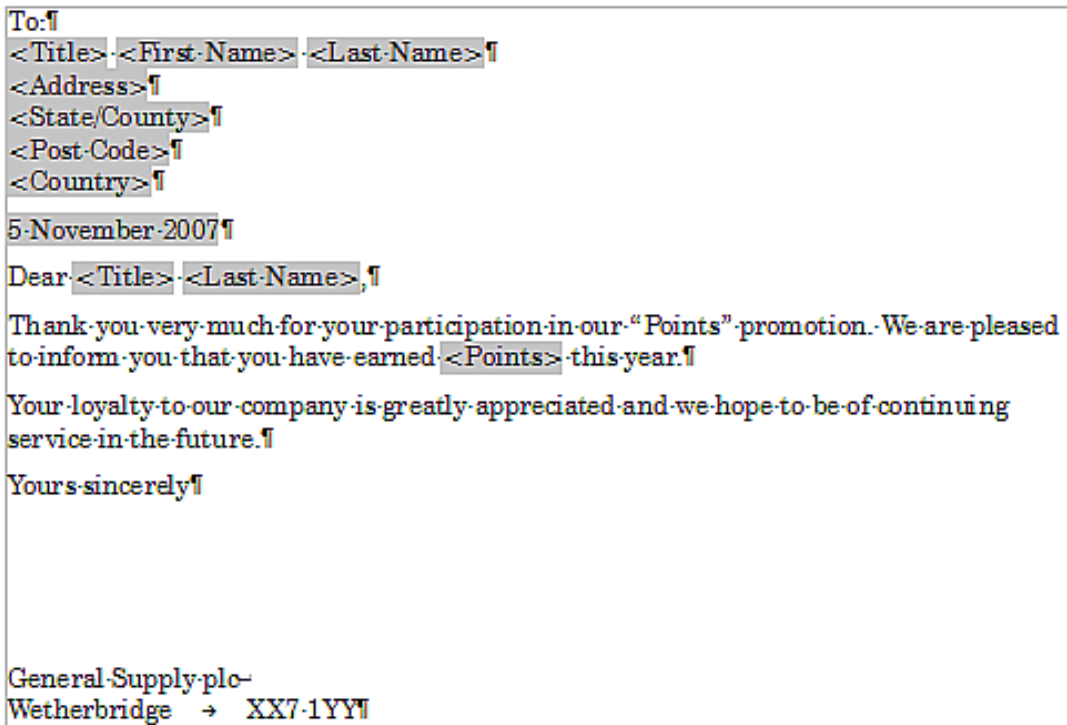 To:¶
<Title>·<First·Name>·<Last·Name>¶
<Address>¶
<State/County>¶
<Post·Code>¶
<Country>¶
5·November·2007¶
Dear·<Title>·<Last·Name>,¶
Thank·you·very·much·for·your·participation·in·our·“Points”·promotion.·We·are·pleased
to·inform·you·that·you·have·earned·<Points>·this·year.¶
Your·loyalty·to·our·company·is·greatly·appreciated·and·we·hope·to·be·of·continuing
service·in·the·future.¶
Yours·sincerely¶
General·Supply·plc↵
Wetherbridge → XX7·1YY¶